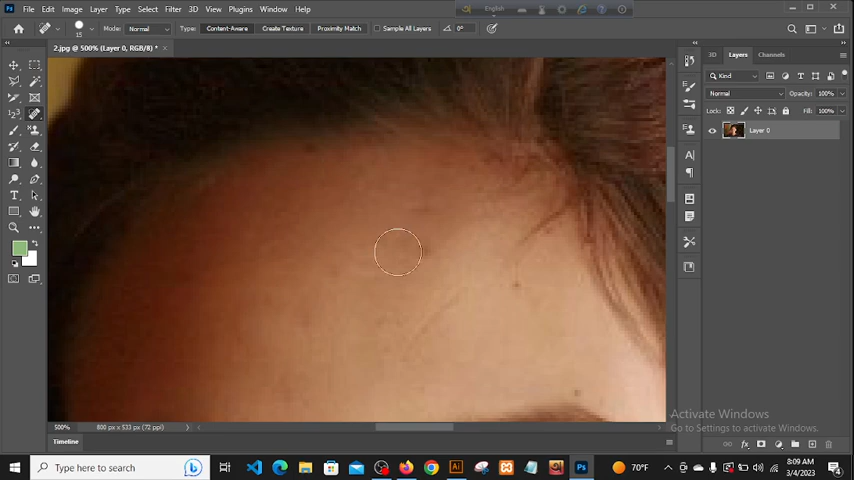 English
File Edit Image Layer Type Select Filter 3D View Plugins Window Help
15 Mode: Normal Type: Content-Aware Create Texture Proximity Match Sample All Layers 0°
2.jpg @ 500% (Layer 0, RGB/8) *
3D Layers Channels
Kind
Normal Opacity: 100%
Lock: Fill: 100%
Layer 0
Activate Windows
Go to Settings to activate Windows.
500% 800 px x 533 px (72 ppi)
Timeline
Type here to search
70°F
8:09 AM
3/4/2023
4